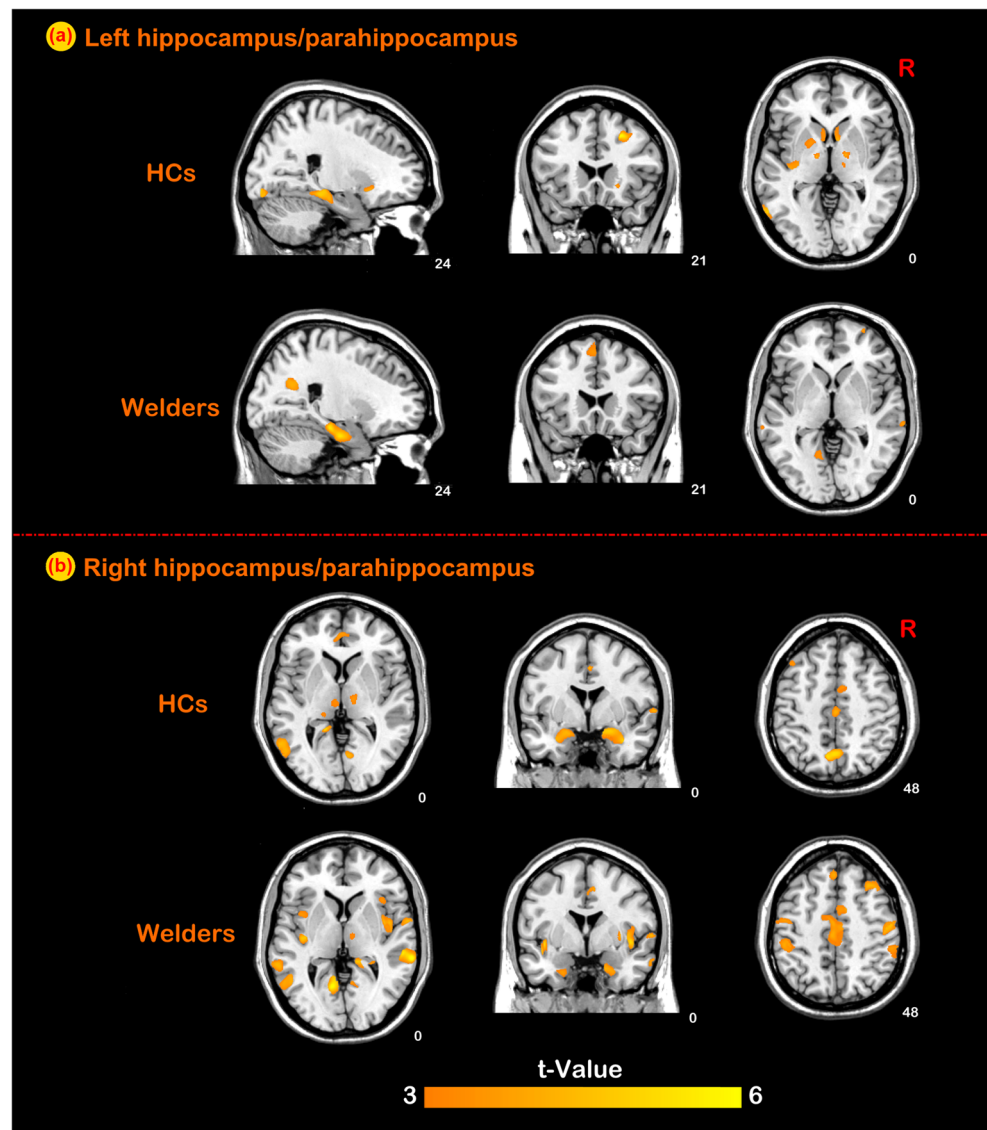 (a) Left hippocampus/parahippocampus
R
HCs
24
21
0
Welders
24
21
0
(b) Right hippocampus/parahippocampus
R
HCs
0
0
48
Welders
0
0
48
t-Value
3
6